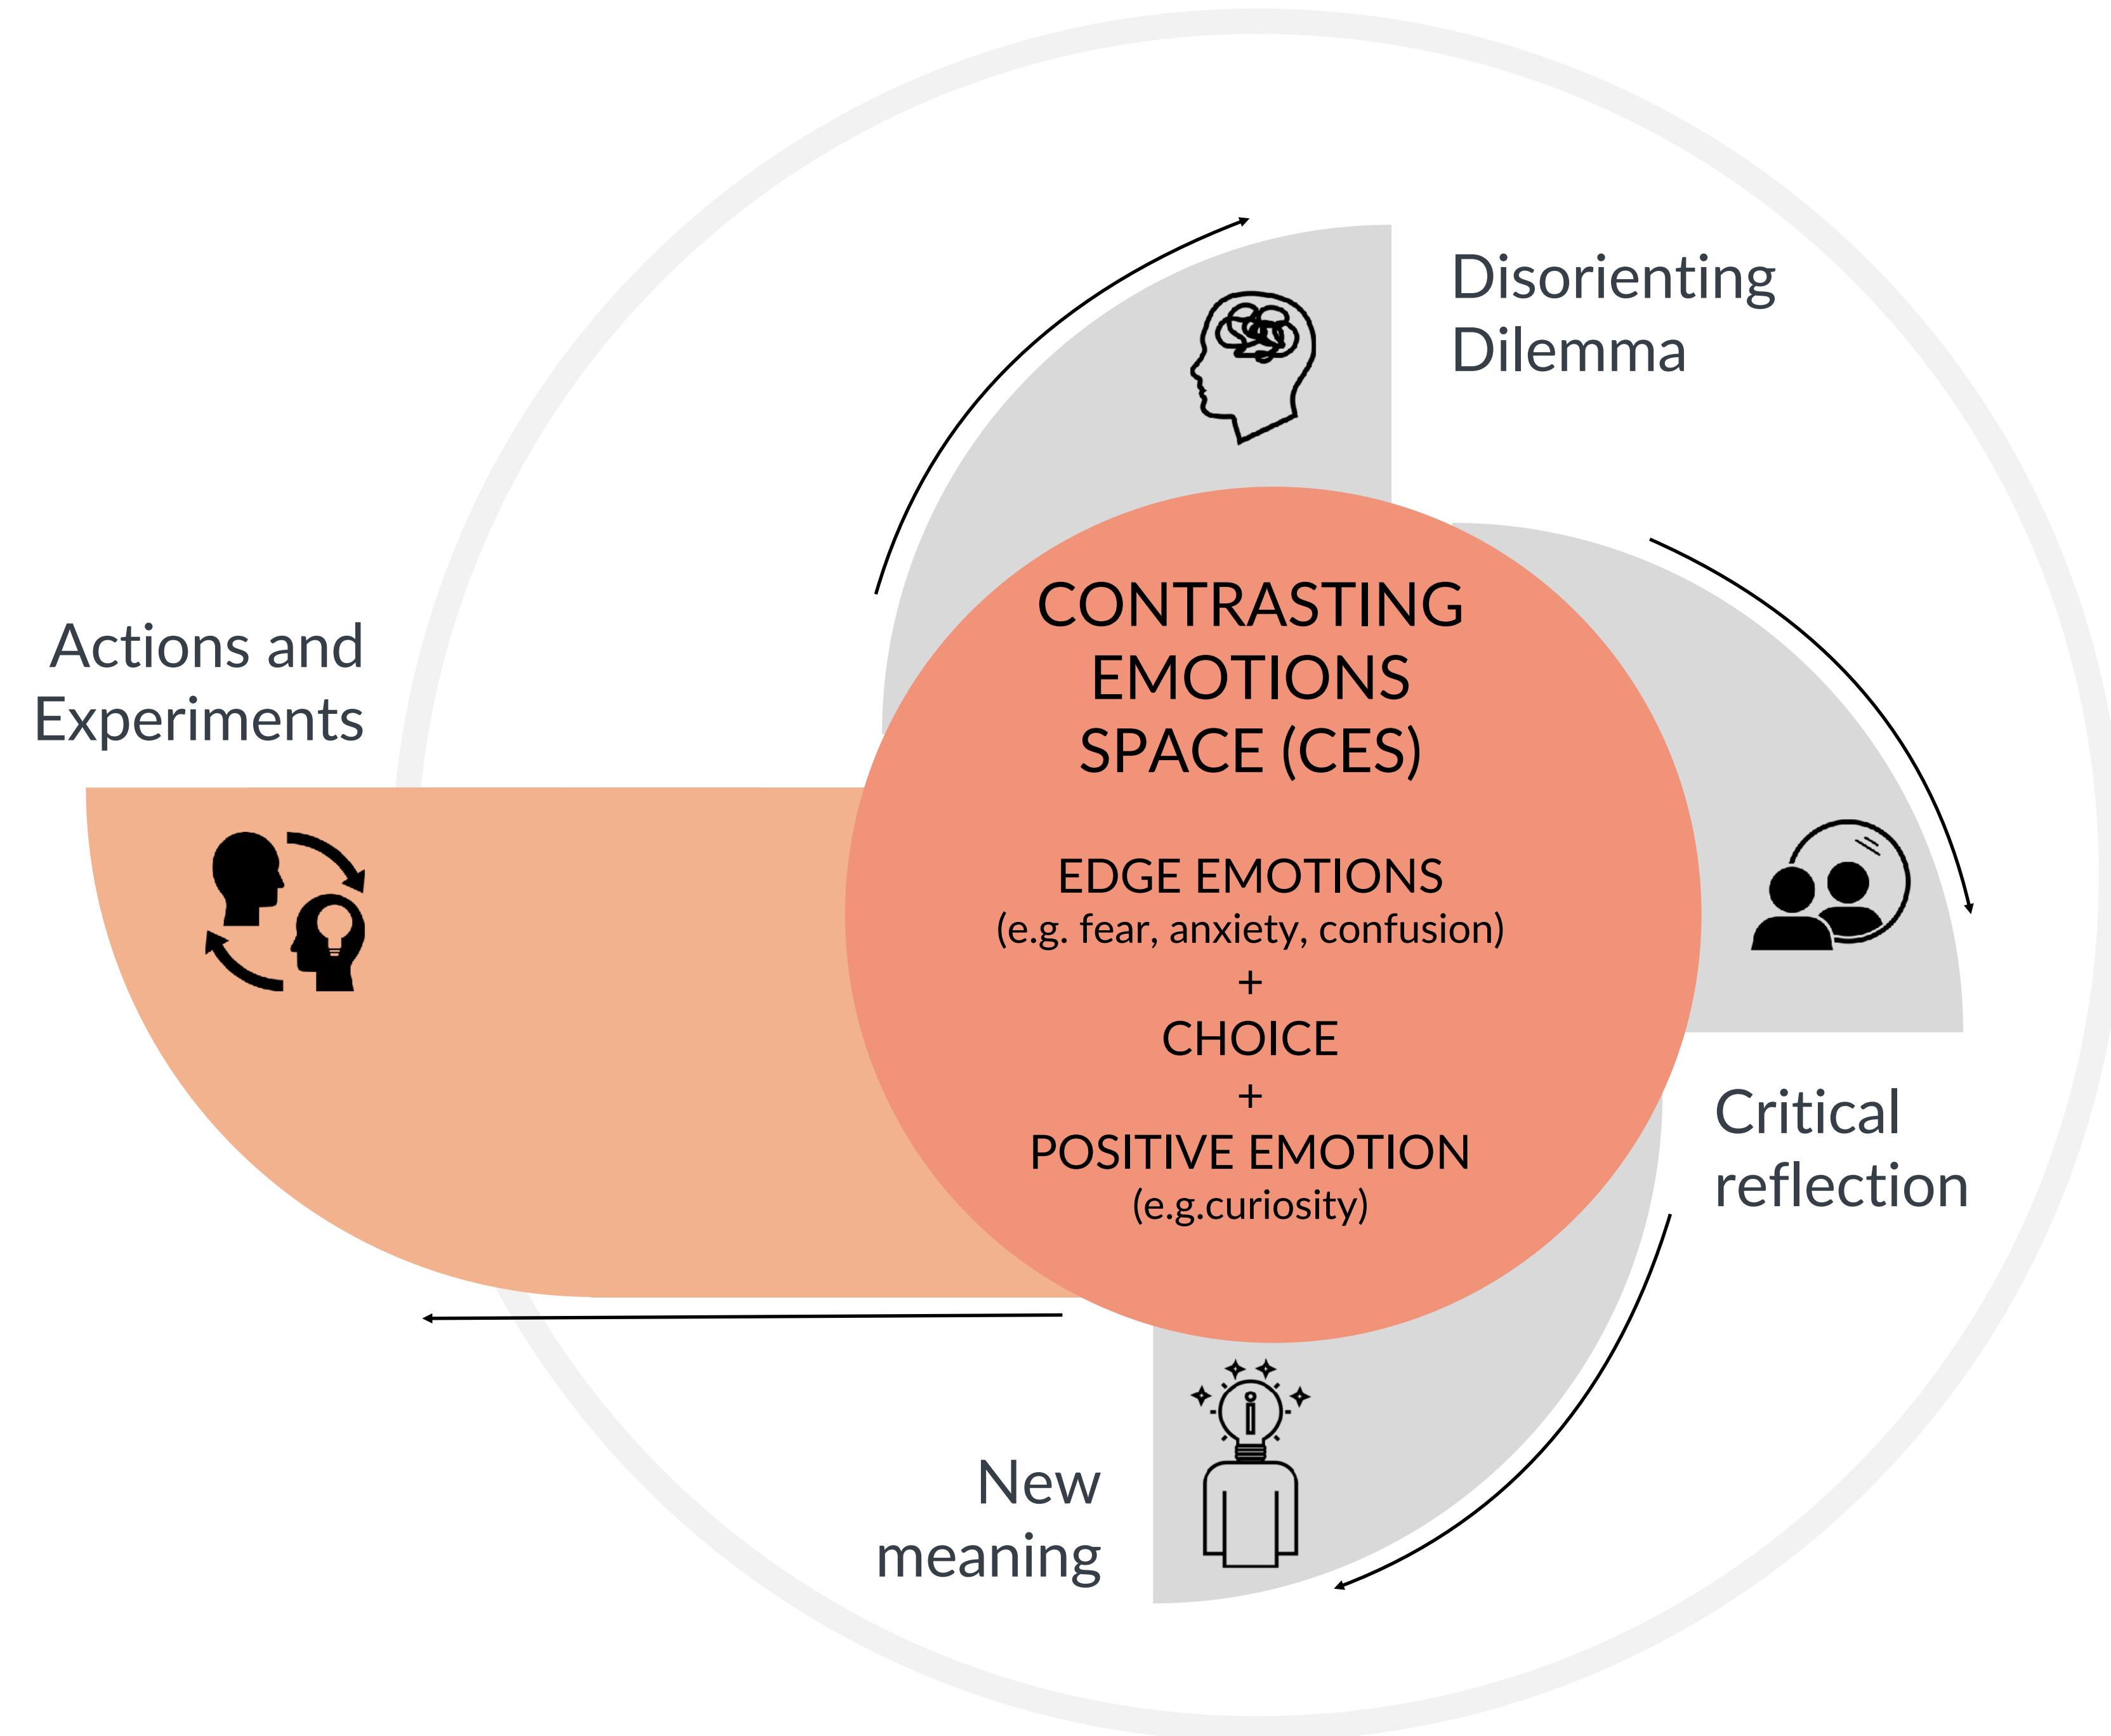 Disorienting
Dilemma
Actions and
Experiments
CONTRASTING
EMOTIONS
SPACE (CES)
EDGE EMOTIONS
(e.g. fear, anxiety, confusion)
+
CHOICE
+
POSITIVE EMOTION
(e.g.curiosity)
Critical
reflection
New
meaning